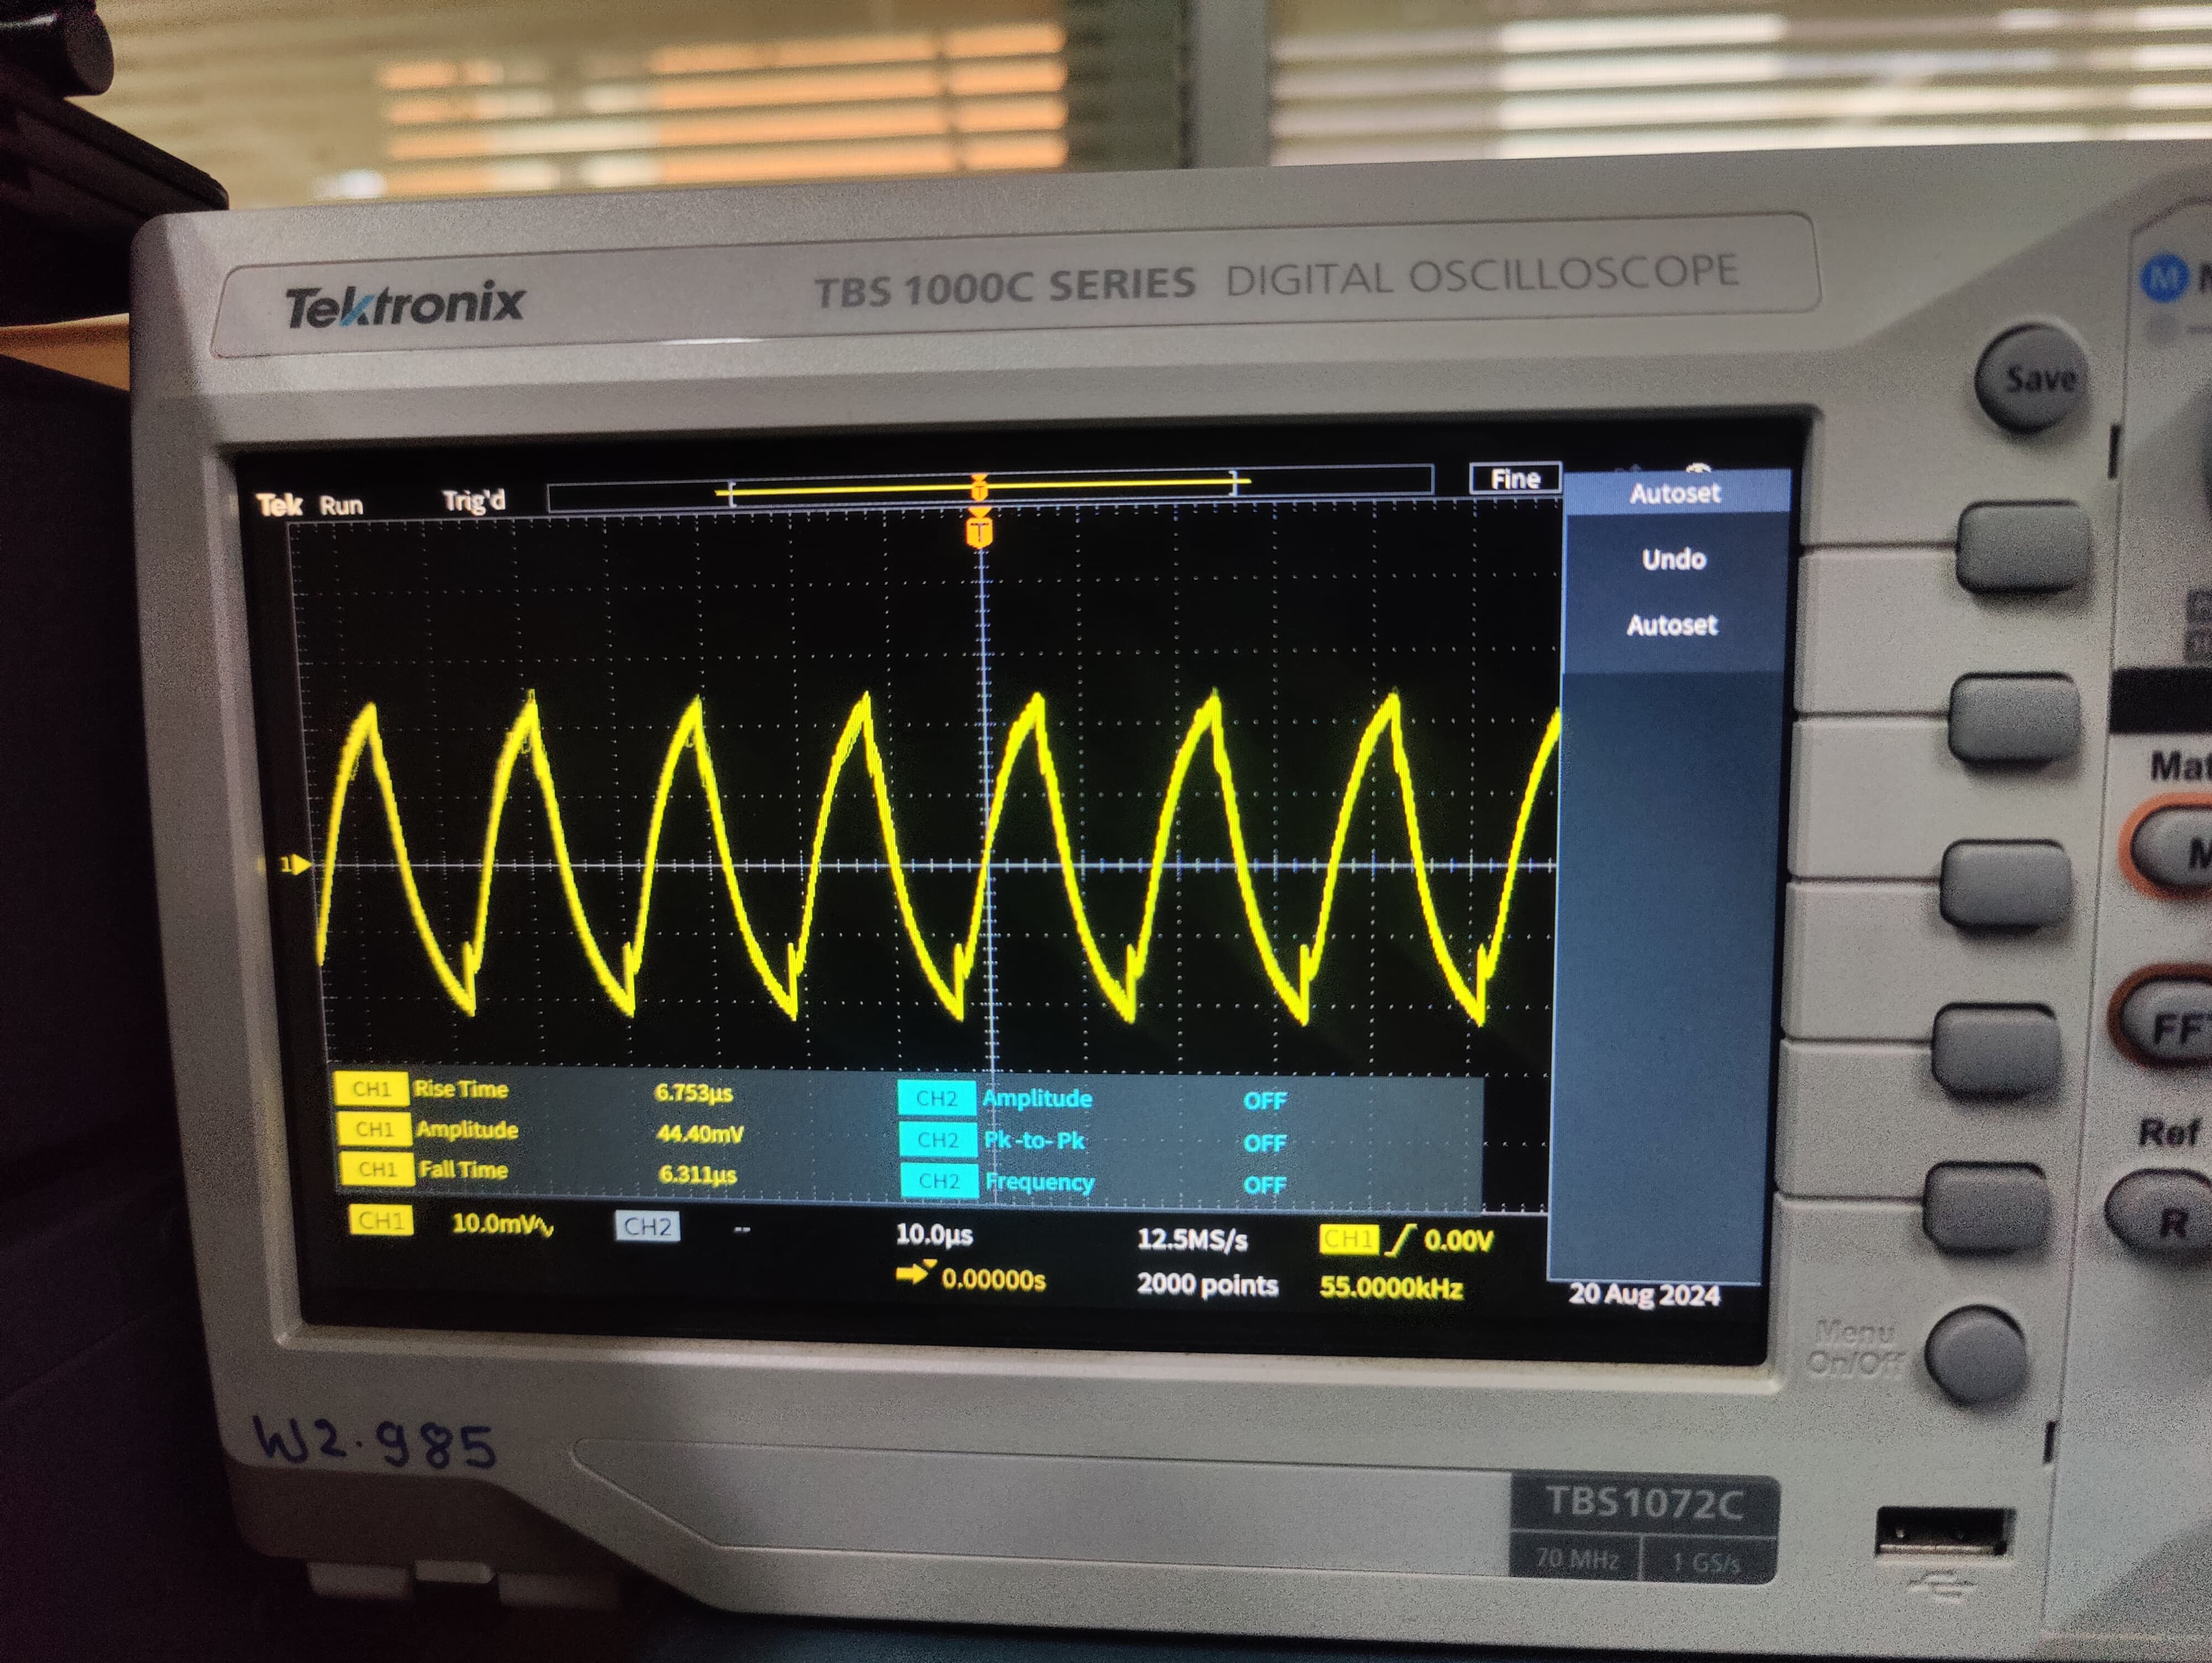 Tektronix TBS 1000C SERIES DIGITAL OSCILLOSCOPE
Save
Tek Run Trig'd Fine
T
T
Autoset
Undo
Autoset
1
CH1 Rise Time 6.753µs CH2 Amplitude OFF
CH1 Amplitude 44.40mV CH2 Pk-to-Pk OFF
CH1 Fall Time 6.311µs CH2 Frequency OFF
CH1 10.0mV CH2 -- 10.0µs 12.5MS/s CH1 0.00V
0.00000s 2000 points 55.0000kHz
20 Aug 2024
M
M
FF
Ref
R
Menu
On/Off
W2.985
TBS1072C
70 MHz 1 GS/s